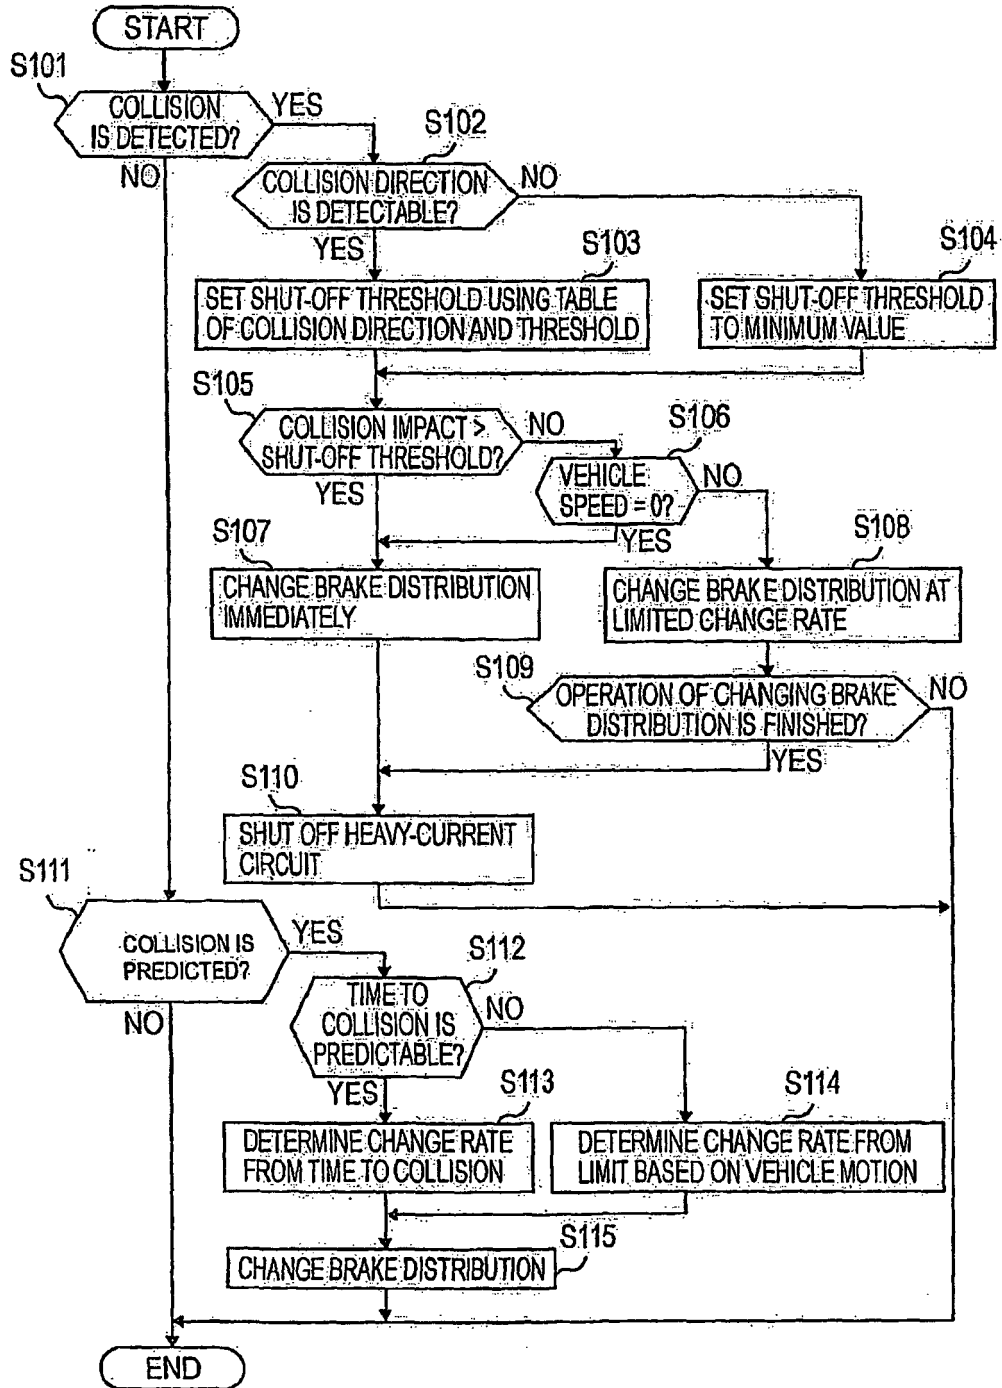 START
S101
COLLISION
IS DETECTED?
YES
NO
S102
COLLISION DIRECTION
IS DETECTABLE?
NO
YES
S103
SET SHUT-OFF THRESHOLD USING TABLE
OF COLLISION DIRECTION AND THRESHOLD
S104
SET SHUT-OFF THRESHOLD
TO MINIMUM VALUE
S105
COLLISION IMPACT >
SHUT-OFF THRESHOLD?
NO
YES
S106
VEHICLE
SPEED = 0?
NO
YES
S107
CHANGE BRAKE DISTRIBUTION
IMMEDIATELY
S108
CHANGE BRAKE DISTRIBUTION AT
LIMITED CHANGE RATE
S109
OPERATION OF CHANGING BRAKE
DISTRIBUTION IS FINISHED?
NO
YES
S110
SHUT OFF HEAVY-CURRENT
CIRCUIT
S111
COLLISION IS
PREDICTED?
YES
NO
S112
TIME TO
COLLISION IS
PREDICTABLE?
NO
YES
S113
DETERMINE CHANGE RATE
FROM TIME TO COLLISION
S114
DETERMINE CHANGE RATE FROM
LIMIT BASED ON VEHICLE MOTION
S115
CHANGE BRAKE DISTRIBUTION
END